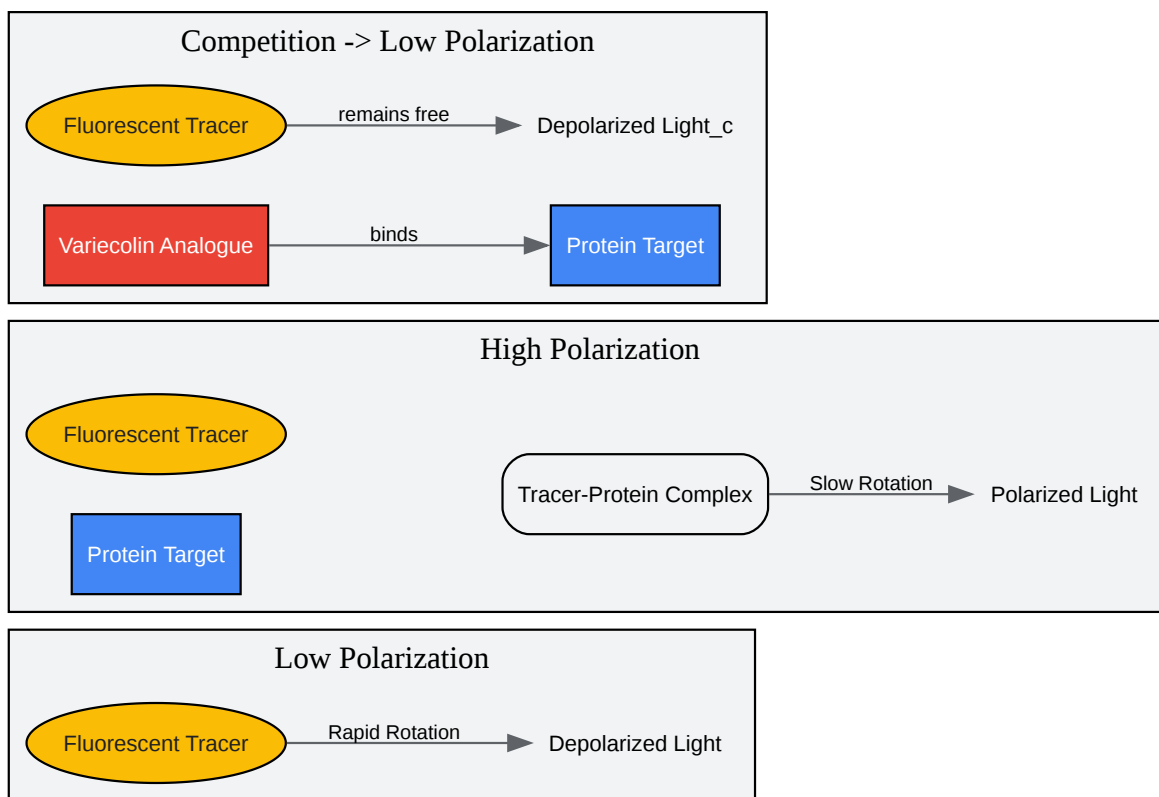 Competition -> Low Polarization
Fluorescent Tracer
remains free
Depolarized Light_c
Variecolin Analogue
binds
Protein Target
High Polarization
Fluorescent Tracer
Tracer-Protein Complex
Slow Rotation
Polarized Light
Protein Target
Low Polarization
Fluorescent Tracer
Rapid Rotation
Depolarized Light